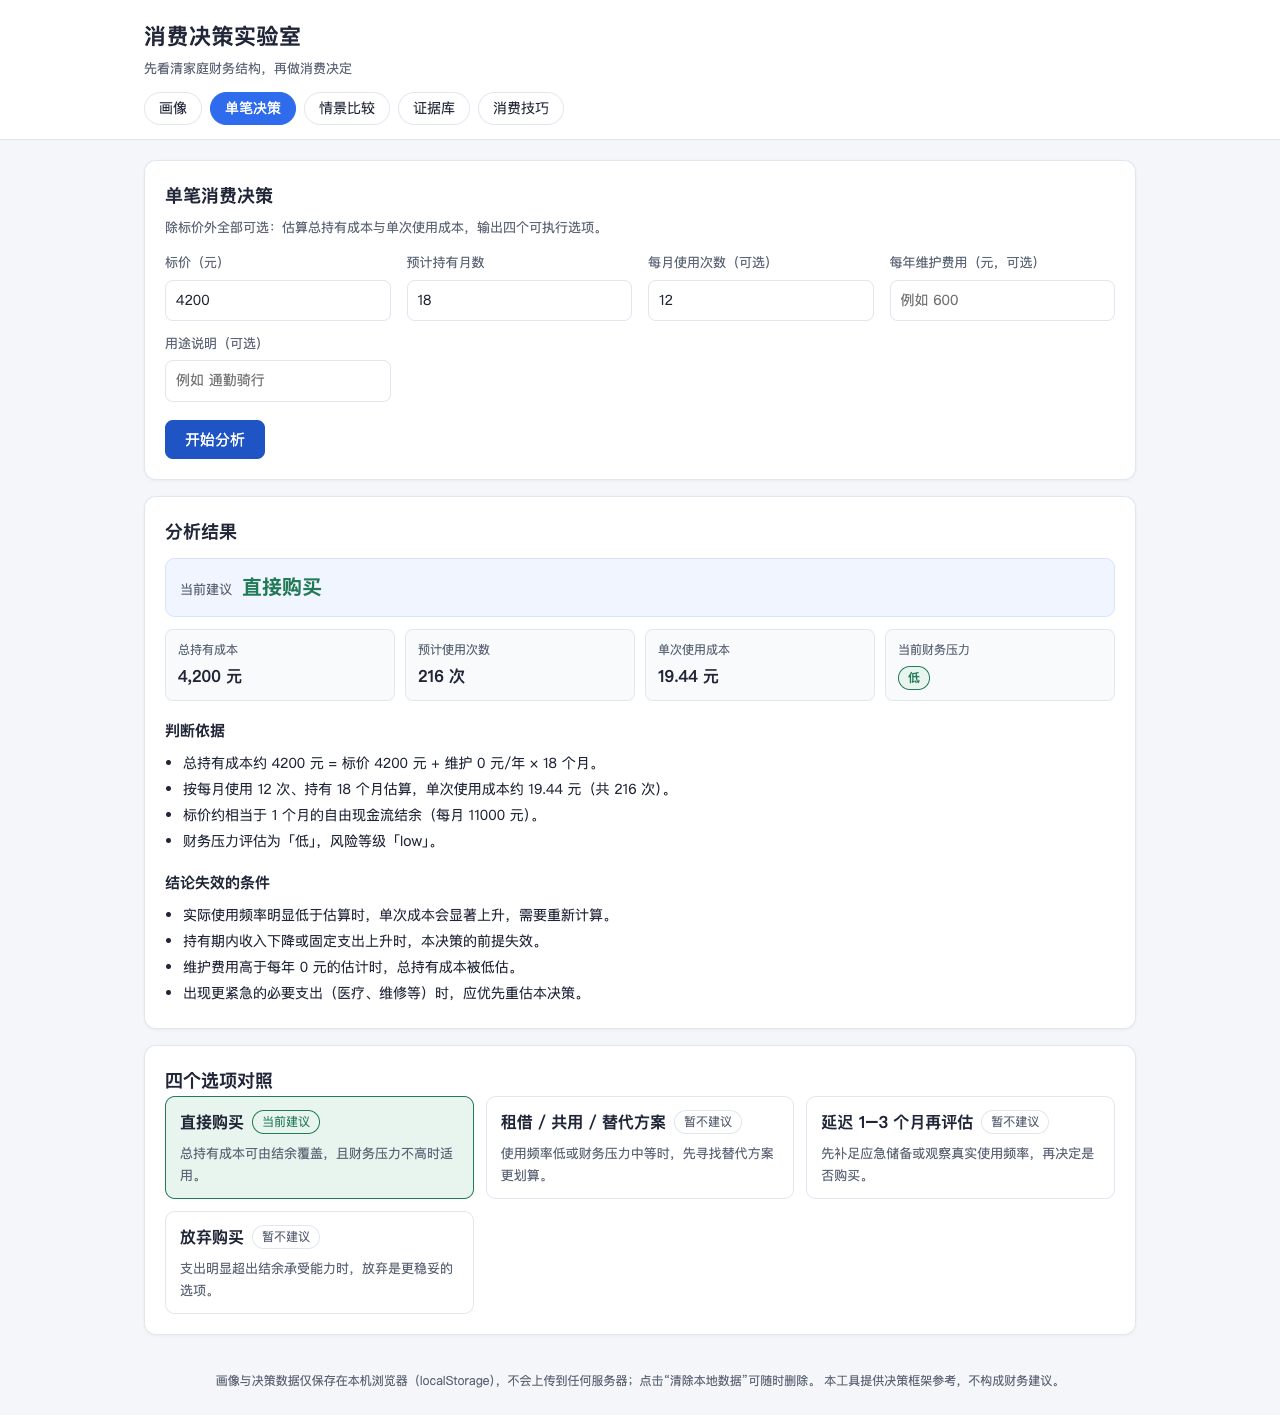 消费决策实验室
先看清家庭财务结构，再做消费决定
画像 单笔决策 情景比较 证据库 消费技巧
单笔消费决策
除标价外全部可选：估算总持有成本与单次使用成本，输出四个可执行选项。
标价（元） 预计持有月数 每月使用次数（可选） 每年维护费用（元，可选）
4200 18 12 例如 600
用途说明（可选）
例如 通勤骑行
开始分析
分析结果
当前建议 直接购买
总持有成本 预计使用次数 单次使用成本 当前财务压力
4,200 元 216 次 19.44 元 低
判断依据
• 总持有成本约 4200 元 = 标价 4200 元 + 维护 0 元/年 × 18 个月。
• 按每月使用 12 次、持有 18 个月估算，单次使用成本约 19.44 元（共 216 次）。
• 标价约相当于 1 个月的自由现金流结余（每月 11000 元）。
• 财务压力评估为「低」，风险等级「low」。
结论失效的条件
• 实际使用频率明显低于估算时，单次成本会显著上升，需要重新计算。
• 持有期内收入下降或固定支出上升时，本决策的前提失效。
• 维护费用高于每年 0 元的估计时，总持有成本被低估。
• 出现更紧急的必要支出（医疗、维修等）时，应优先重估本决策。
四个选项对照
直接购买 当前建议
总持有成本可由结余覆盖，且财务压力不高时适
用。
租借 / 共用 / 替代方案 暂不建议
使用频率低或财务压力中等时，先寻找替代方案
更划算。
延迟 1–3 个月再评估 暂不建议
先补足应急储备或观察真实使用频率，再决定是
否购买。
放弃购买 暂不建议
支出明显超出结余承受能力时，放弃是更稳妥的
选项。
画像与决策数据仅保存在本机浏览器（localStorage），不会上传到任何服务器；点击“清除本地数据”可随时删除。 本工具提供决策框架参考，不构成财务建议。